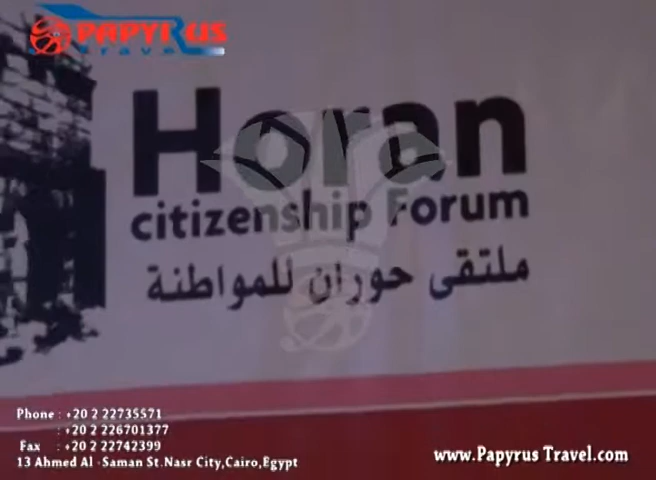 PAPYRUS
travel
Horan
citizenship Forum
ملتقى حوران للمواطنة
Phone : +20 2 22735571
: +20 2 226701377
Fax : +20 2 22742399
13 Ahmed Al -Saman St.Nasr City,Cairo,Egypt
www.Papyrus Travel.com